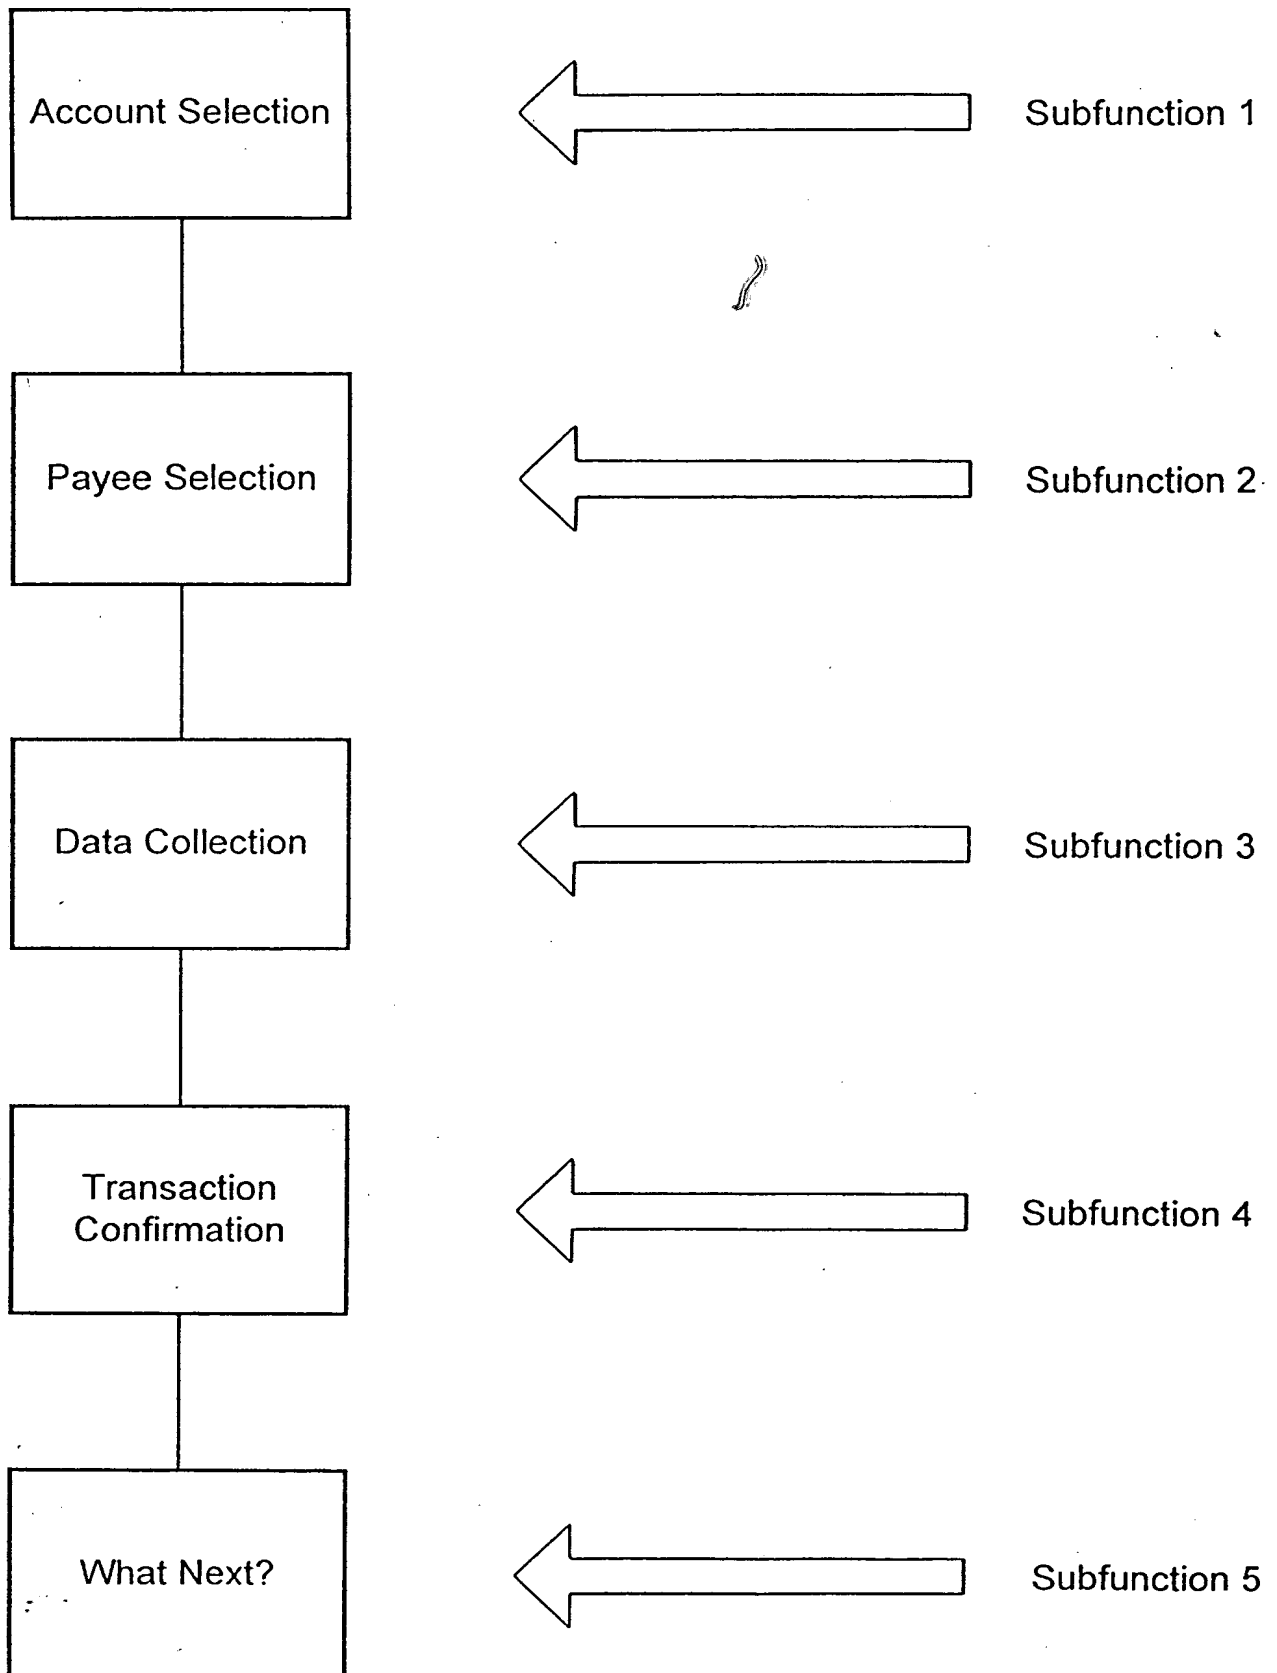 Account Selection
Subfunction 1
Payee Selection
Subfunction 2
Data Collection
Subfunction 3
Transaction
Confirmation
Subfunction 4
What Next?
Subfunction 5